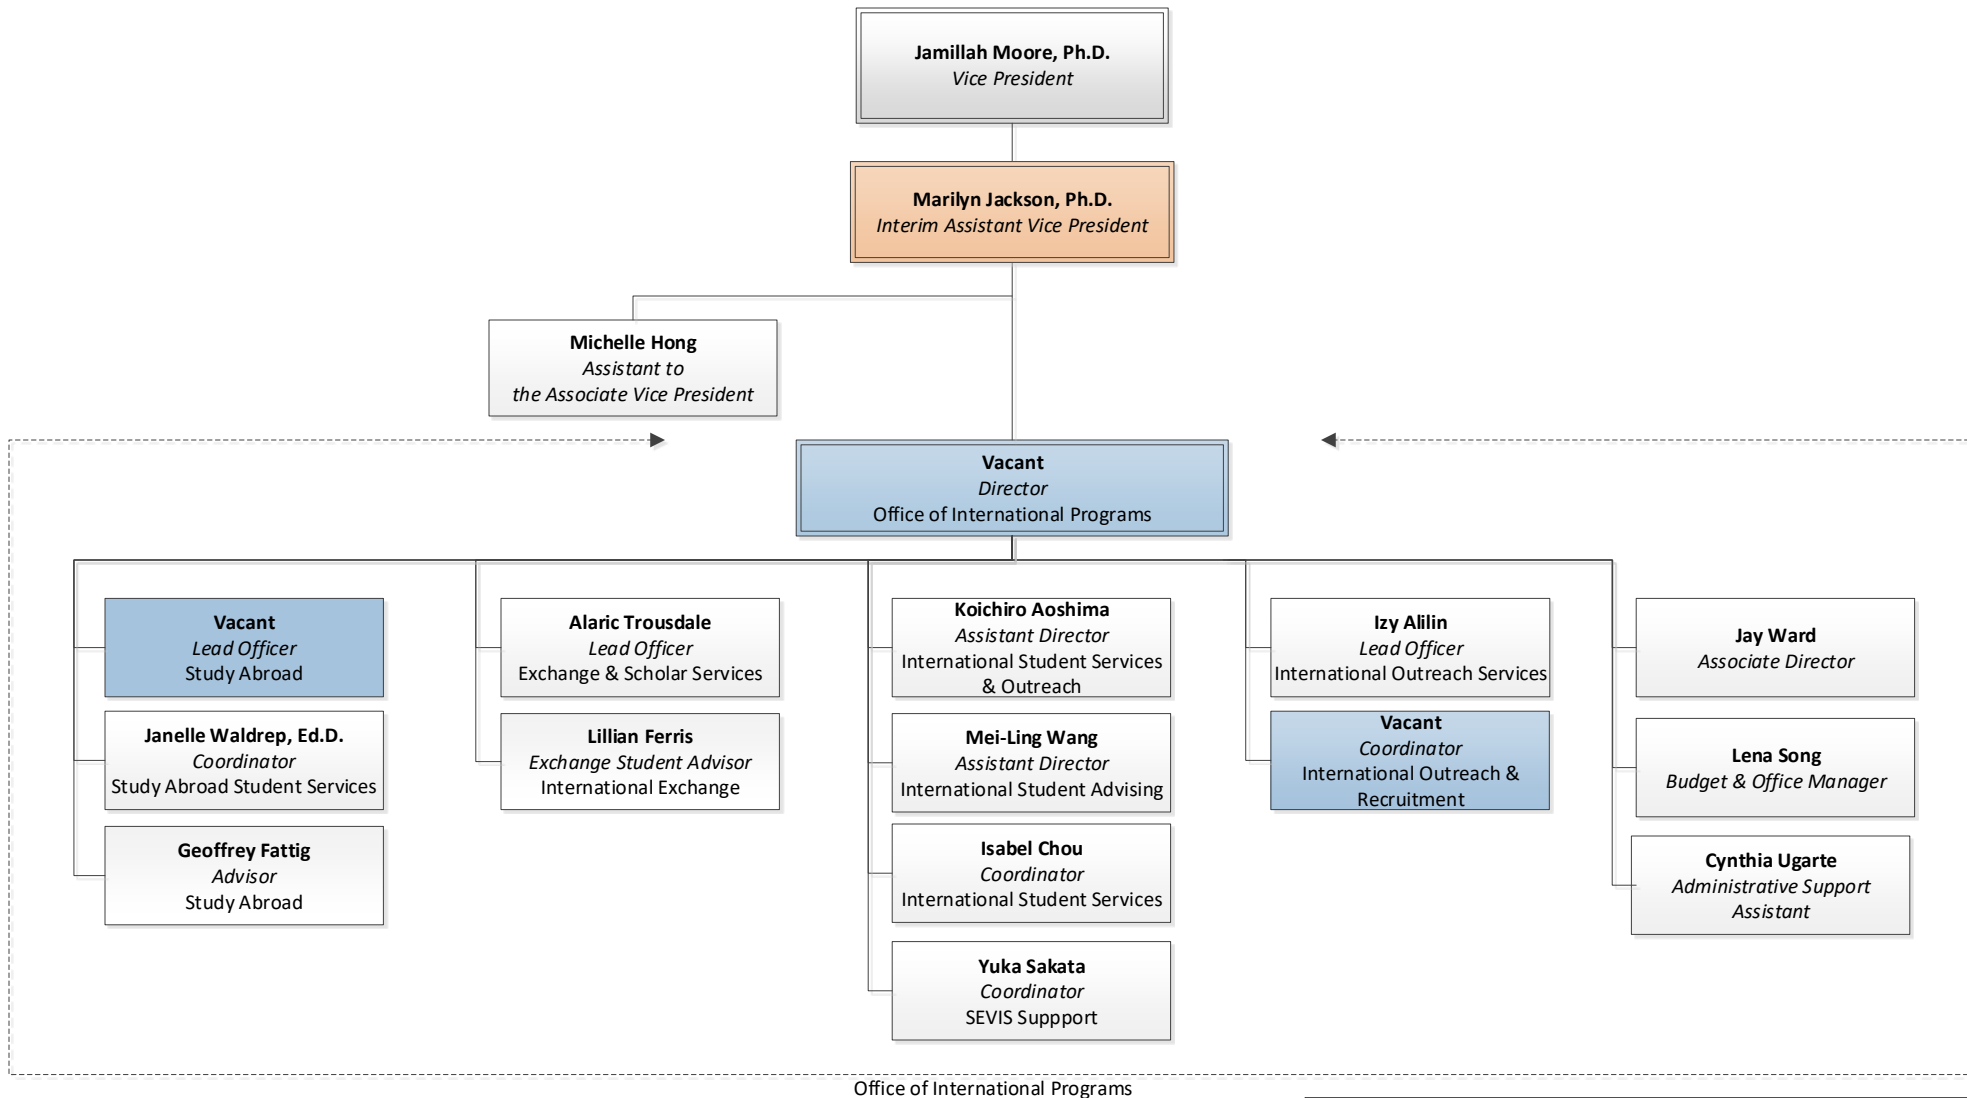 Jamillah Moore, Ph.D.
Vice President
Marilyn Jackson, Ph.D.
Interim Assistant Vice President
Michelle Hong
Assistant to
the Associate Vice President
Vacant
Director
Office of International Programs
Vacant
Lead Officer
Study Abroad
Janelle Waldrep, Ed.D.
Coordinator
Study Abroad Student Services
Geoffrey Fattig
Advisor
Study Abroad
Alaric Trousdale
Lead Officer
Exchange & Scholar Services
Lillian Ferris
Exchange Student Advisor
International Exchange
Koichiro Aoshima
Assistant Director
International Student Services
& Outreach
Mei-Ling Wang
Assistant Director
International Student Advising
Isabel Chou
Coordinator
International Student Services
Yuka Sakata
Coordinator
SEVIS Suppport
Izy Alilin
Lead Officer
International Outreach Services
Vacant
Coordinator
International Outreach &
Recruitment
Jay Ward
Associate Director
Lena Song
Budget & Office Manager
Cynthia Ugarte
Administrative Support
Assistant
Office of International Programs